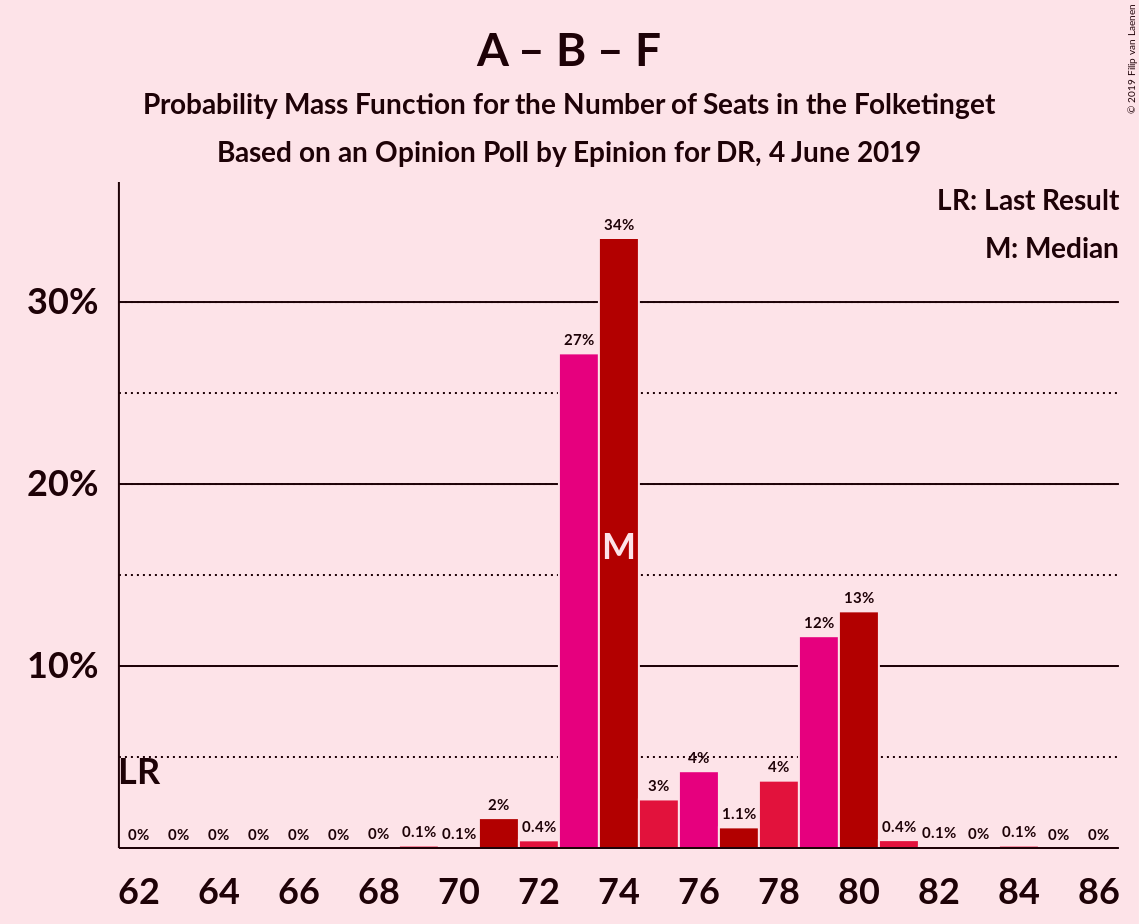 A – B – F
Probability Mass Function for the Number of Seats in the Folketinget
Based on an Opinion Poll by Epinion for DR, 4 June 2019
© 2019 Filip van Laenen
LR: Last Result
M: Median
30%
20%
10%
LR
M
0% 0% 0% 0% 0% 0% 0% 0.1% 0.1% 2% 0.4% 27% 34% 3% 4% 1.1% 4% 12% 13% 0.4% 0.1% 0% 0.1% 0% 0%
62 64 66 68 70 72 74 76 78 80 82 84 86